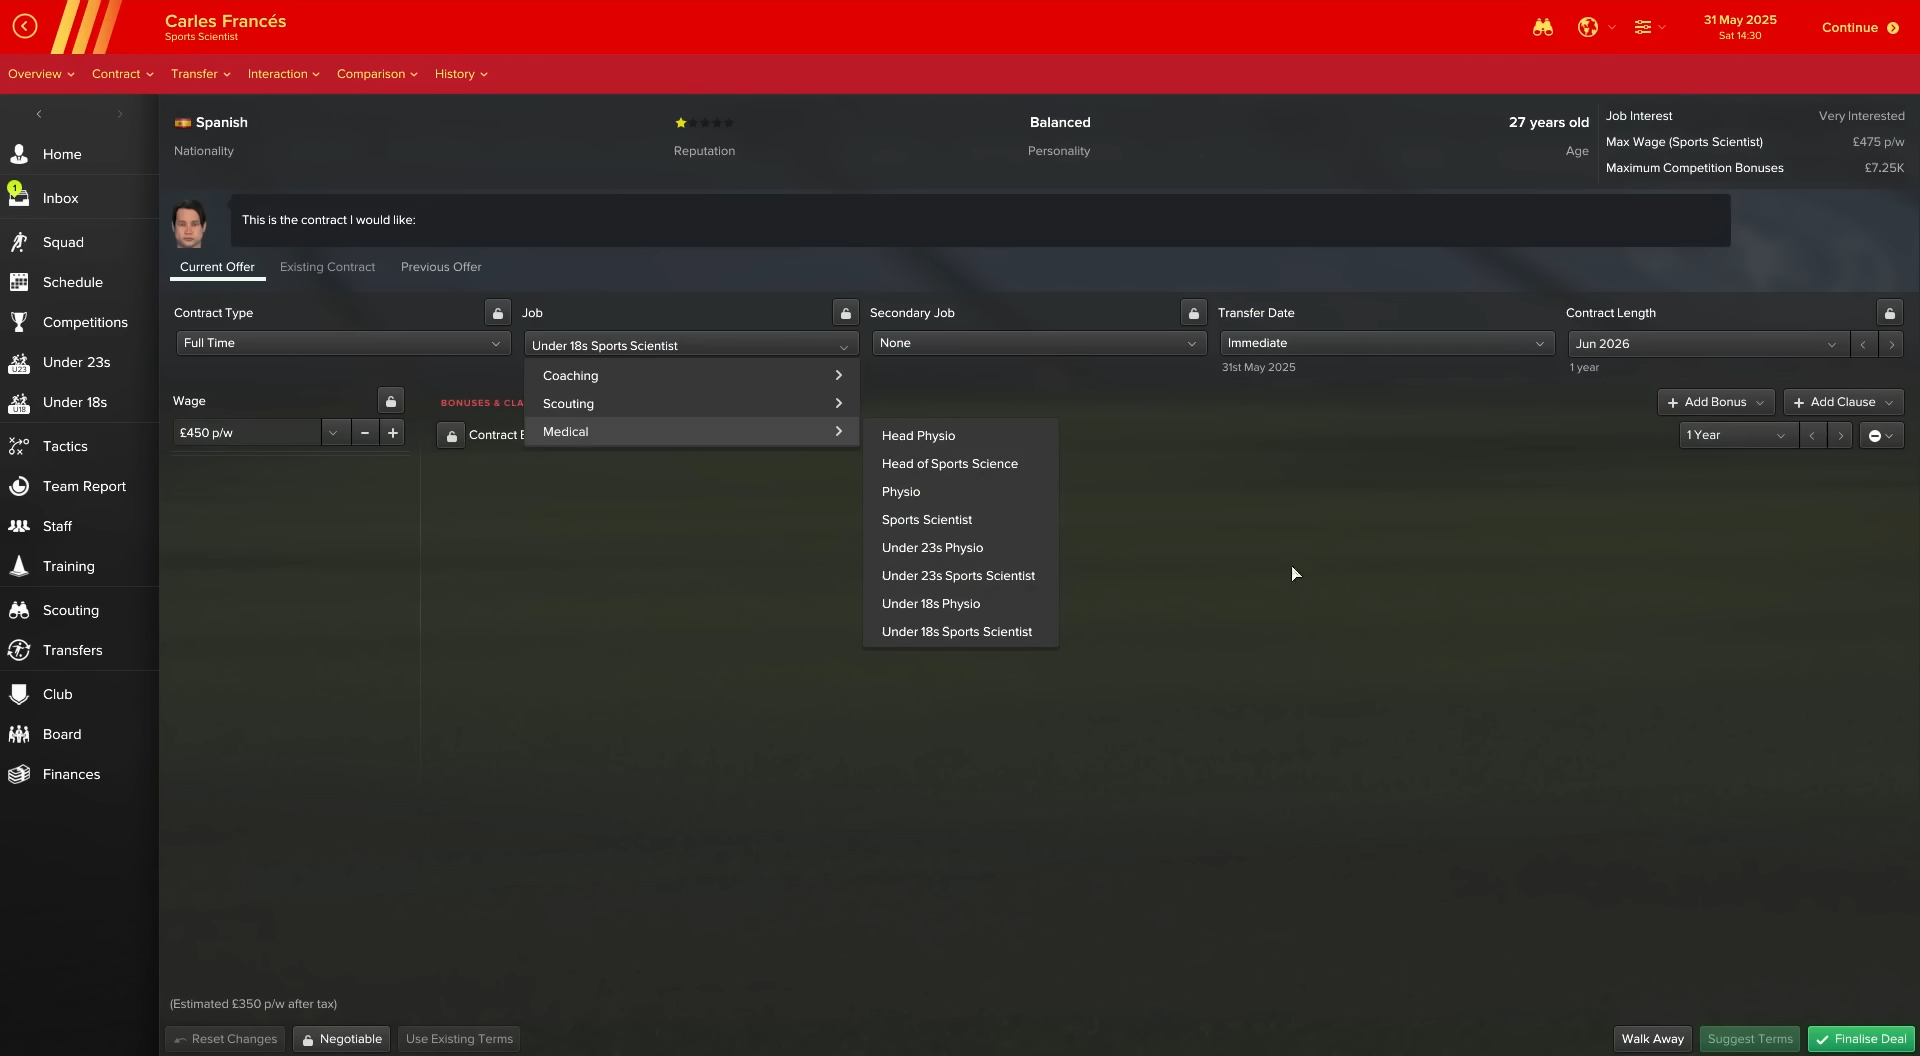 Carles Francés
Sports Scientist
31 May 2025
Sat 14:30
Continue
Overview
Contract
Transfer
Interaction
Comparison
History
Home
1
Inbox
Squad
Schedule
Competitions
U23
Under 23s
U18
Under 18s
Tactics
Team Report
Staff
Training
Scouting
Transfers
Club
Board
Finances
Spanish
Nationality
Reputation
Balanced
Personality
27 years old
Age
Job Interest Very Interested
Max Wage (Sports Scientist) £475 p/w
Maximum Competition Bonuses £7.25K
This is the contract I would like:
Current Offer
Existing Contract
Previous Offer
Contract Type
Full Time
Job
Under 18s Sports Scientist
Coaching
Scouting
Medical
Head Physio
Head of Sports Science
Physio
Sports Scientist
Under 23s Physio
Under 23s Sports Scientist
Under 18s Physio
Under 18s Sports Scientist
Secondary Job
None
Transfer Date
Immediate
31st May 2025
Contract Length
Jun 2026
1 year
Wage
£450 p/w
BONUSES & CLA
Contract E
Add Bonus
Add Clause
1 Year
(Estimated £350 p/w after tax)
Reset Changes
Negotiable
Use Existing Terms
Walk Away
Suggest Terms
Finalise Deal